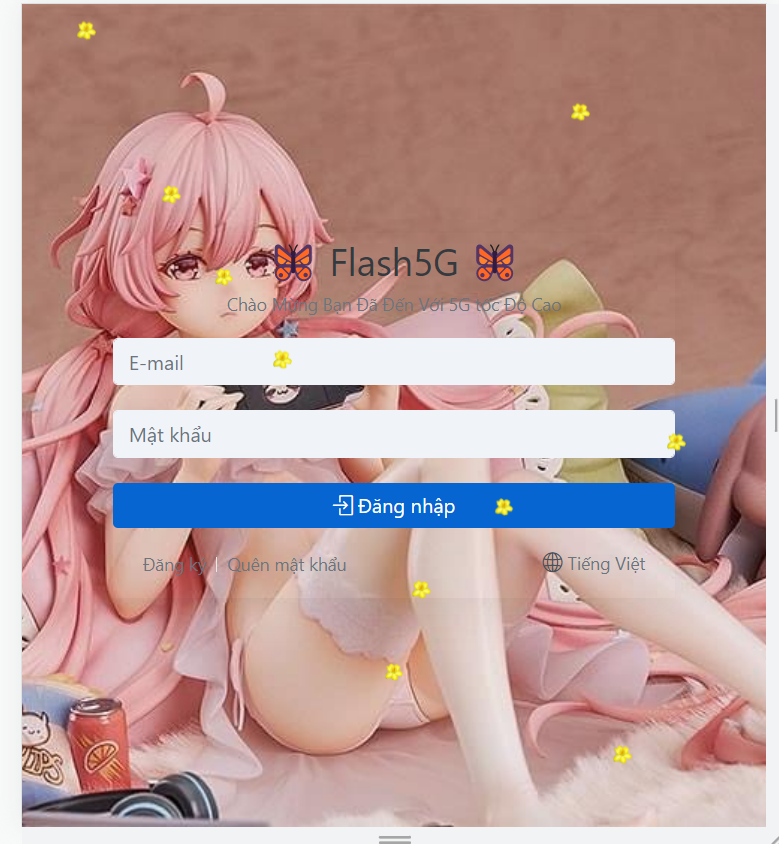 Flash5G
Chào Mừng Bạn Đã Đến Với 5G tốc Độ Cao
E-mail
Mật khẩu
Đăng nhập
Đăng ký | Quên mật khẩu
Tiếng Việt